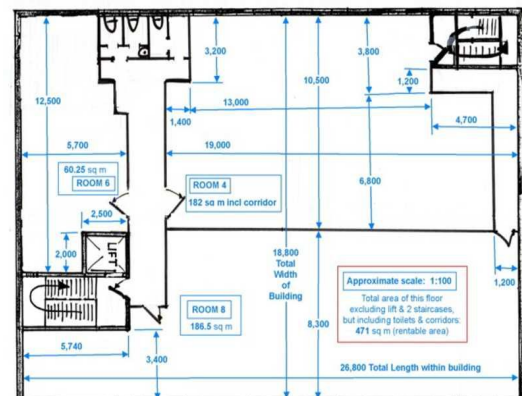 3,200
3,800
12,500
10,500
1,200
13,000
1,400
4,700
5,700
19,000
60.25 sq m
ROOM 6
ROOM 4
182 sq m incl corridor
6,800
2,500
LIFT
2,000
18,800
Total
Width
of
Building
1,200
Approximate scale: 1:100
Total area of this floor
excluding lift & 2 staircases,
but including toilets & corridors:
471 sq m (rentable area)
ROOM 8
186.5 sq m
8,300
5,740
3,400
26,800 Total Length within building